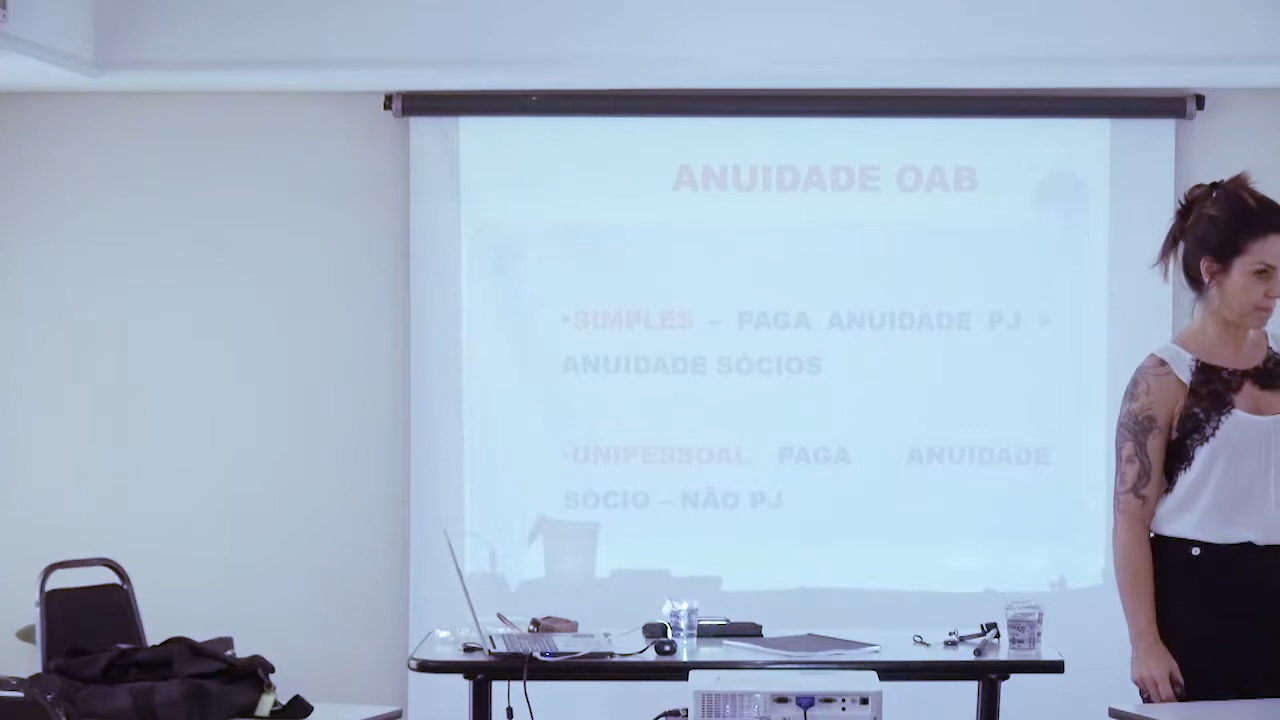 ANUIDADE OAB
•SIMPLES – PAGA ANUIDADE PJ +
ANUIDADE SÓCIOS
•UNIPESSOAL PAGA ANUIDADE
SÓCIO – NÃO PJ